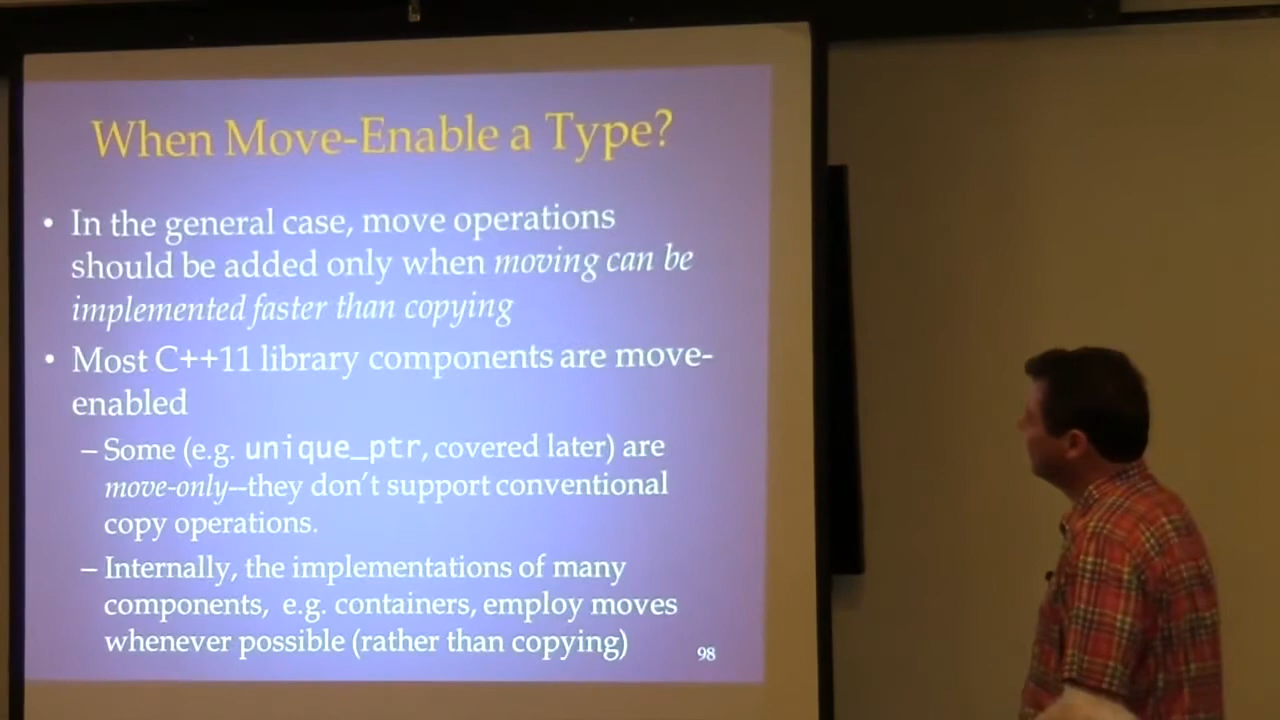 When Move-Enable a Type?
• In the general case, move operations
should be added only when moving can be
implemented faster than copying
• Most C++11 library components are move-
enabled
– Some (e.g. unique_ptr, covered later) are
move-only--they don't support conventional
copy operations.
– Internally, the implementations of many
components, e.g. containers, employ moves
whenever possible (rather than copying)
98